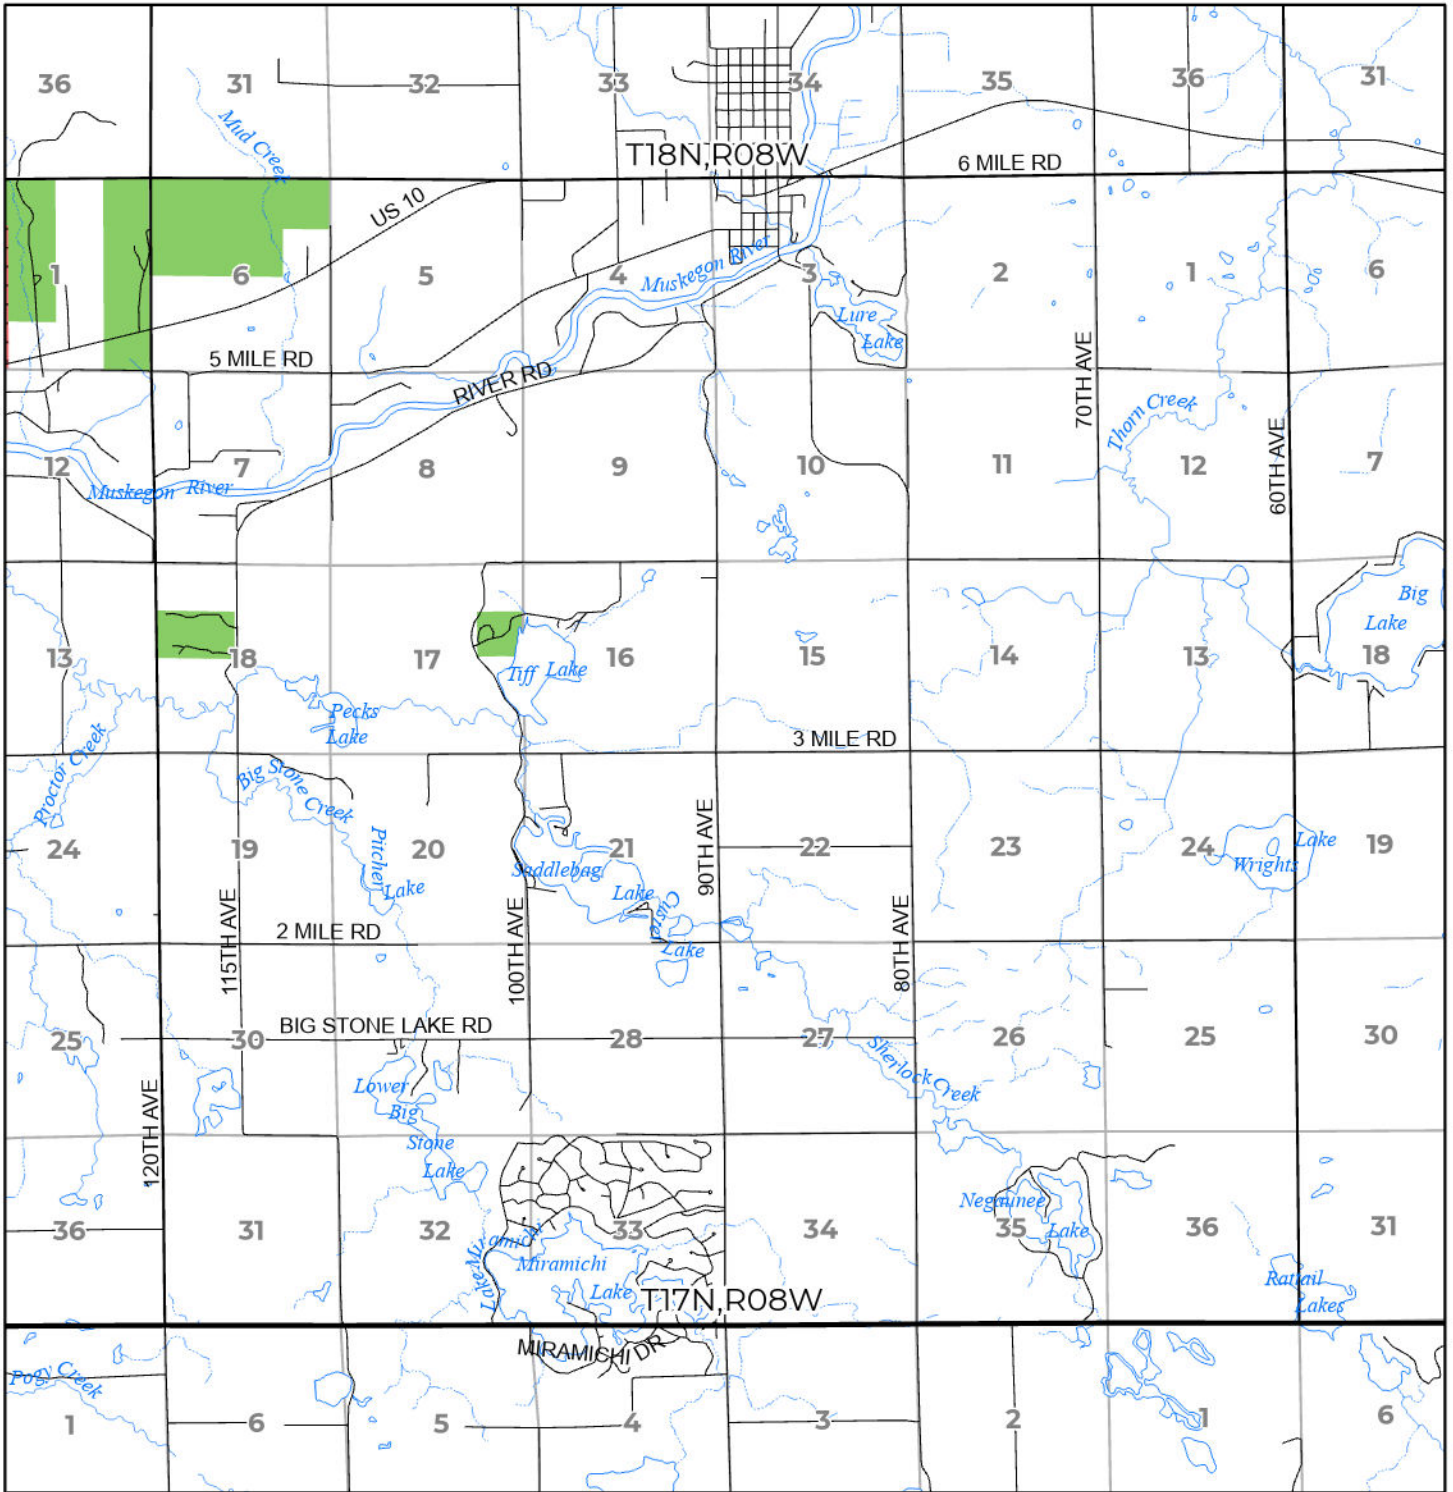 36 31 32 33 34 35 36 31
Mud Creek
T18N,R08W
6 MILE RD
US 10
1 6 5 4 3 2 1 6
Muskegon River
Lure
Lake
5 MILE RD
RIVER RD
70TH AVE
Thorn Creek
60TH AVE
12 7 8 9 10 11 12 7
Muskegon River
Big
Lake
13 18 17 16 15 14 13 18
Tiff Lake
Pecks
Lake
3 MILE RD
Proctor Creek
Big Stone Creek
Pitcher
Lake
24 19 20 21 22 23 24 19
Saddlebag
Lake
Custer
Lake
Lake
Wrights
90TH AVE
115TH AVE
2 MILE RD
100TH AVE
80TH AVE
BIG STONE LAKE RD
25 30 28 27 26 25 30
Sherlock Creek
Lower
Big
Stone
Lake
120TH AVE
Negaunee
Lake
36 31 32 33 34 35 36 31
Lake Miramichi
Miramichi
Lake
Rattail
Lakes
T17N,R08W
MIRAMICHI DR
Pogy Creek
1 6 5 4 3 2 1 6